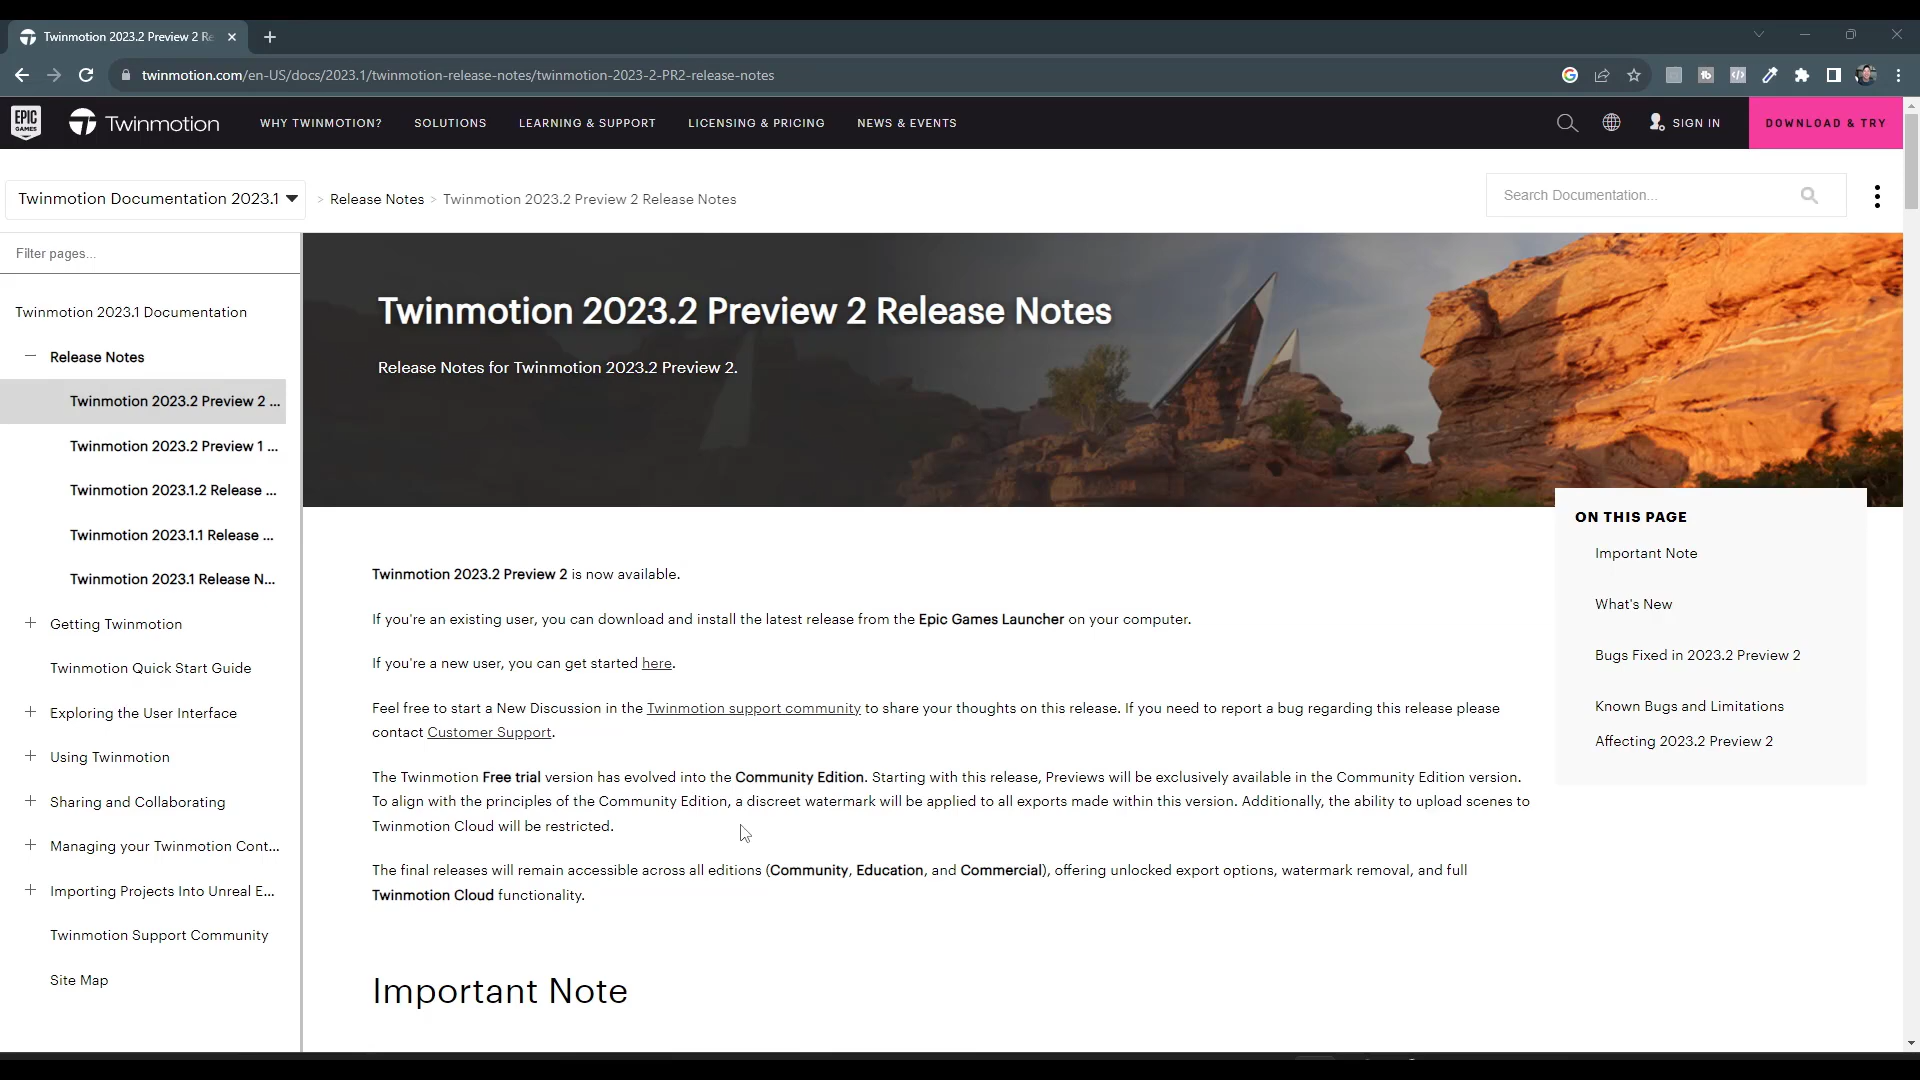 Twinmotion 2023.2 Preview 2 Re
twinmotion.com/en-US/docs/2023.1/twinmotion-release-notes/twinmotion-2023-2-PR2-release-notes
EPIC GAMES
Twinmotion
WHY TWINMOTION?
SOLUTIONS
LEARNING & SUPPORT
LICENSING & PRICING
NEWS & EVENTS
SIGN IN
DOWNLOAD & TRY
Twinmotion Documentation 2023.1
> Release Notes > Twinmotion 2023.2 Preview 2 Release Notes
Search Documentation...
Filter pages...
Twinmotion 2023.1 Documentation
Release Notes
Twinmotion 2023.2 Preview 2 ...
Twinmotion 2023.2 Preview 1 ...
Twinmotion 2023.1.2 Release ...
Twinmotion 2023.1.1 Release ...
Twinmotion 2023.1 Release N...
Getting Twinmotion
Twinmotion Quick Start Guide
Exploring the User Interface
Using Twinmotion
Sharing and Collaborating
Managing your Twinmotion Cont...
Importing Projects Into Unreal E...
Twinmotion Support Community
Site Map
Twinmotion 2023.2 Preview 2 Release Notes
Release Notes for Twinmotion 2023.2 Preview 2.
Twinmotion 2023.2 Preview 2 is now available.
If you're an existing user, you can download and install the latest release from the Epic Games Launcher on your computer.
If you're a new user, you can get started here.
Feel free to start a New Discussion in the Twinmotion support community to share your thoughts on this release. If you need to report a bug regarding this release please
contact Customer Support.
The Twinmotion Free trial version has evolved into the Community Edition. Starting with this release, Previews will be exclusively available in the Community Edition version.
To align with the principles of the Community Edition, a discreet watermark will be applied to all exports made within this version. Additionally, the ability to upload scenes to
Twinmotion Cloud will be restricted.
The final releases will remain accessible across all editions (Community, Education, and Commercial), offering unlocked export options, watermark removal, and full
Twinmotion Cloud functionality.
Important Note
ON THIS PAGE
Important Note
What's New
Bugs Fixed in 2023.2 Preview 2
Known Bugs and Limitations
Affecting 2023.2 Preview 2